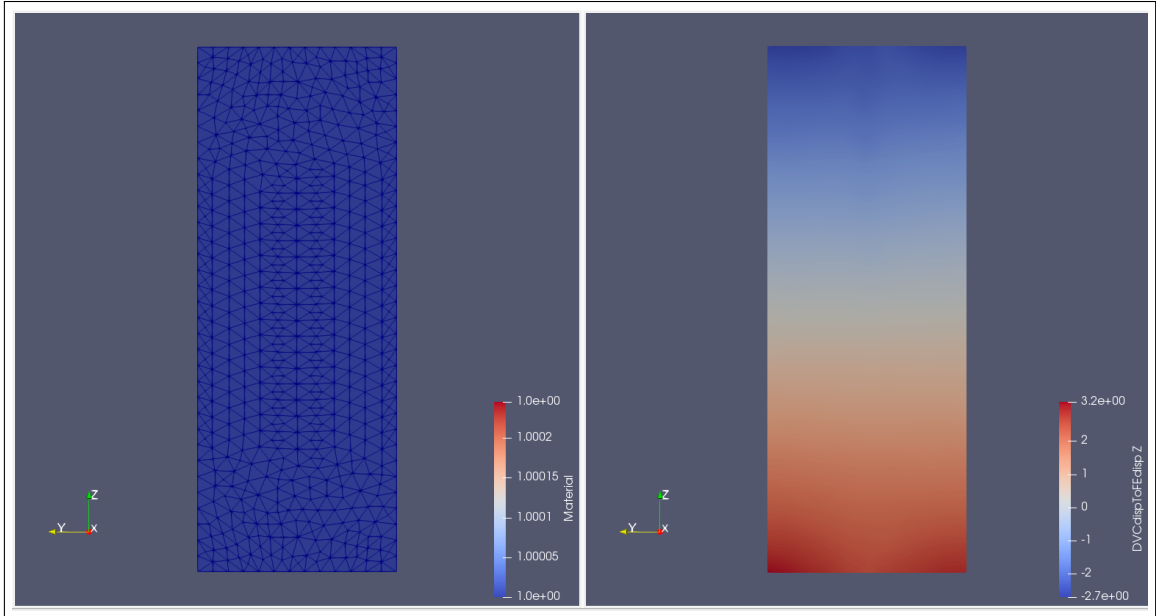 1.0e+00
1.0002
1.00015
1.0001
1.00005
1.0e+00
Material
Z
Y
X
3.2e+00
2
1
0
-1
-2
-2.7e+00
DVCdispToFEdisp Z
Z
Y
X